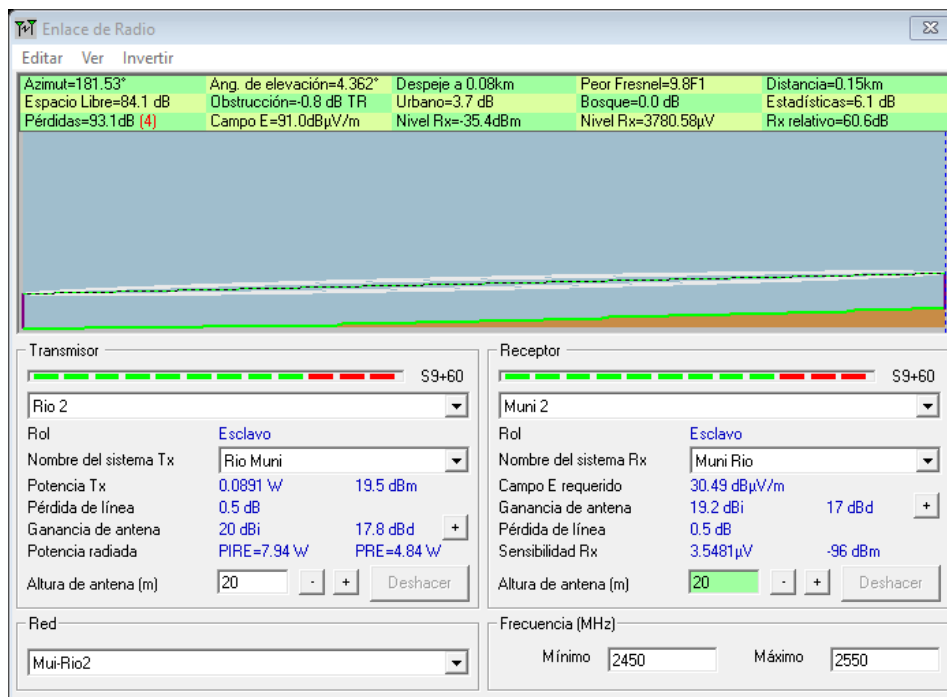 Enlace de Radio
Editar Ver Invertir
Azimut=181.53° Ang. de elevación=4.362° Despeje a 0.08km Peor Fresnel=9.8F1 Distancia=0.15km
Espacio Libre=84.1 dB Obstrucción=-0.8 dB TR Urbano=3.7 dB Bosque=0.0 dB Estadísticas=6.1 dB
Pérdidas=93.1dB (4) Campo E=91.0dBµV/m Nivel Rx=-35.4dBm Nivel Rx=3780.58µV Rx relativo=60.6dB
Transmisor
S9+60
Rio 2
Rol Esclavo
Nombre del sistema Tx Rio Muni
Potencia Tx 0.0891 W 19.5 dBm
Pérdida de línea 0.5 dB
Ganancia de antena 20 dBi 17.8 dBd +
Potencia radiada PIRE=7.94 W PRE=4.84 W
Altura de antena (m) 20 - + Deshacer
Red
Mui-Rio2
Receptor
S9+60
Muni 2
Rol Esclavo
Nombre del sistema Rx Muni Rio
Campo E requerido 30.49 dBµV/m
Ganancia de antena 19.2 dBi 17 dBd +
Pérdida de línea 0.5 dB
Sensibilidad Rx 3.5481µV -96 dBm
Altura de antena (m) 20 - + Deshacer
Frecuencia (MHz)
Mínimo 2450 Máximo 2550